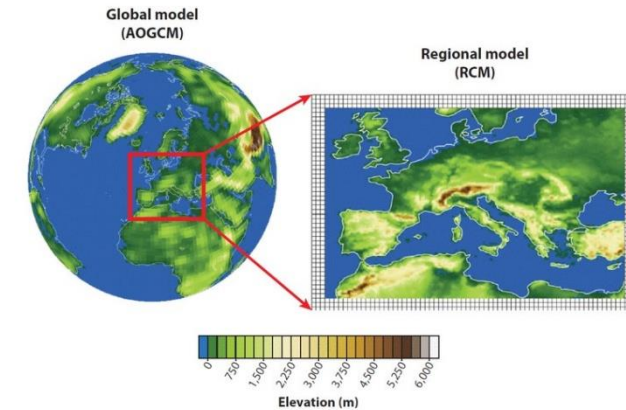 Global model
(AOGCM)
Regional model
(RCM)
0
750
1,500
2,250
3,000
3,750
4,500
5,250
6,000
Elevation (m)